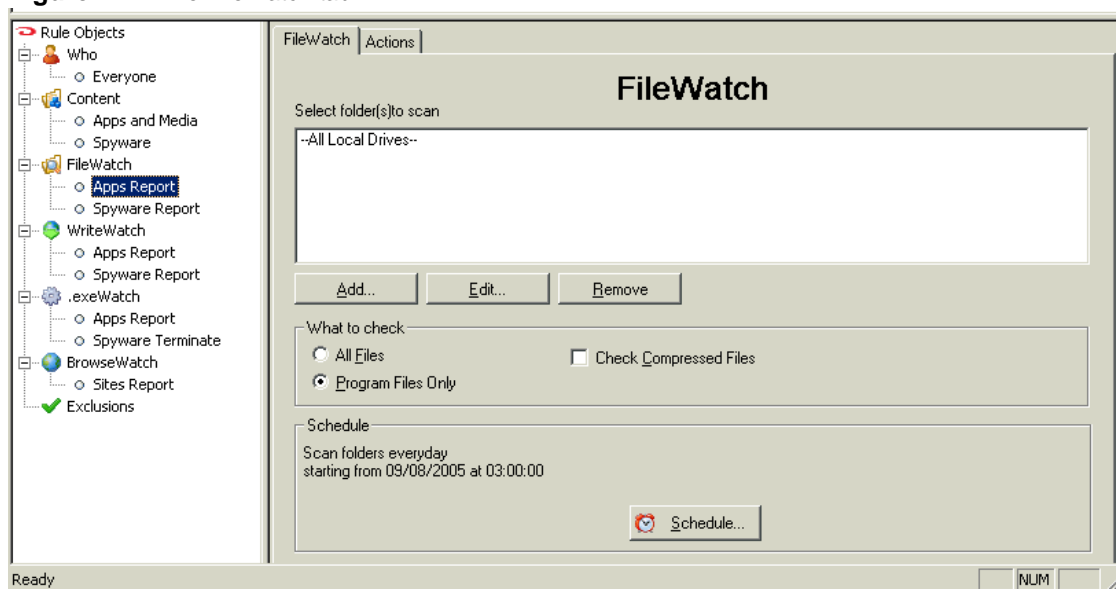 Rule Objects
Who
Everyone
Content
Apps and Media
Spyware
FileWatch
Apps Report
Spyware Report
WriteWatch
Apps Report
Spyware Report
.exeWatch
Apps Report
Spyware Terminate
BrowseWatch
Sites Report
Exclusions
FileWatch Actions
FileWatch
Select folder(s)to scan
--All Local Drives--
Add... Edit... Remove
What to check
All Files Check Compressed Files
Program Files Only
Schedule
Scan folders everyday
starting from 09/08/2005 at 03:00:00
Schedule...
Ready NUM